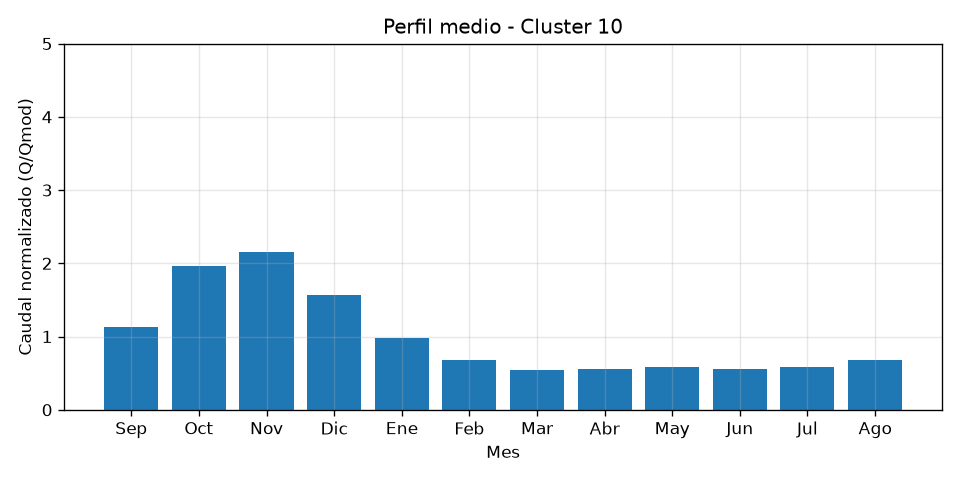 Perfil medio - Cluster 10
Caudal normalizado (Q/Qmod)
5
4
3
2
1
0
Sep Oct Nov Dic Ene Feb Mar Abr May Jun Jul Ago
Mes